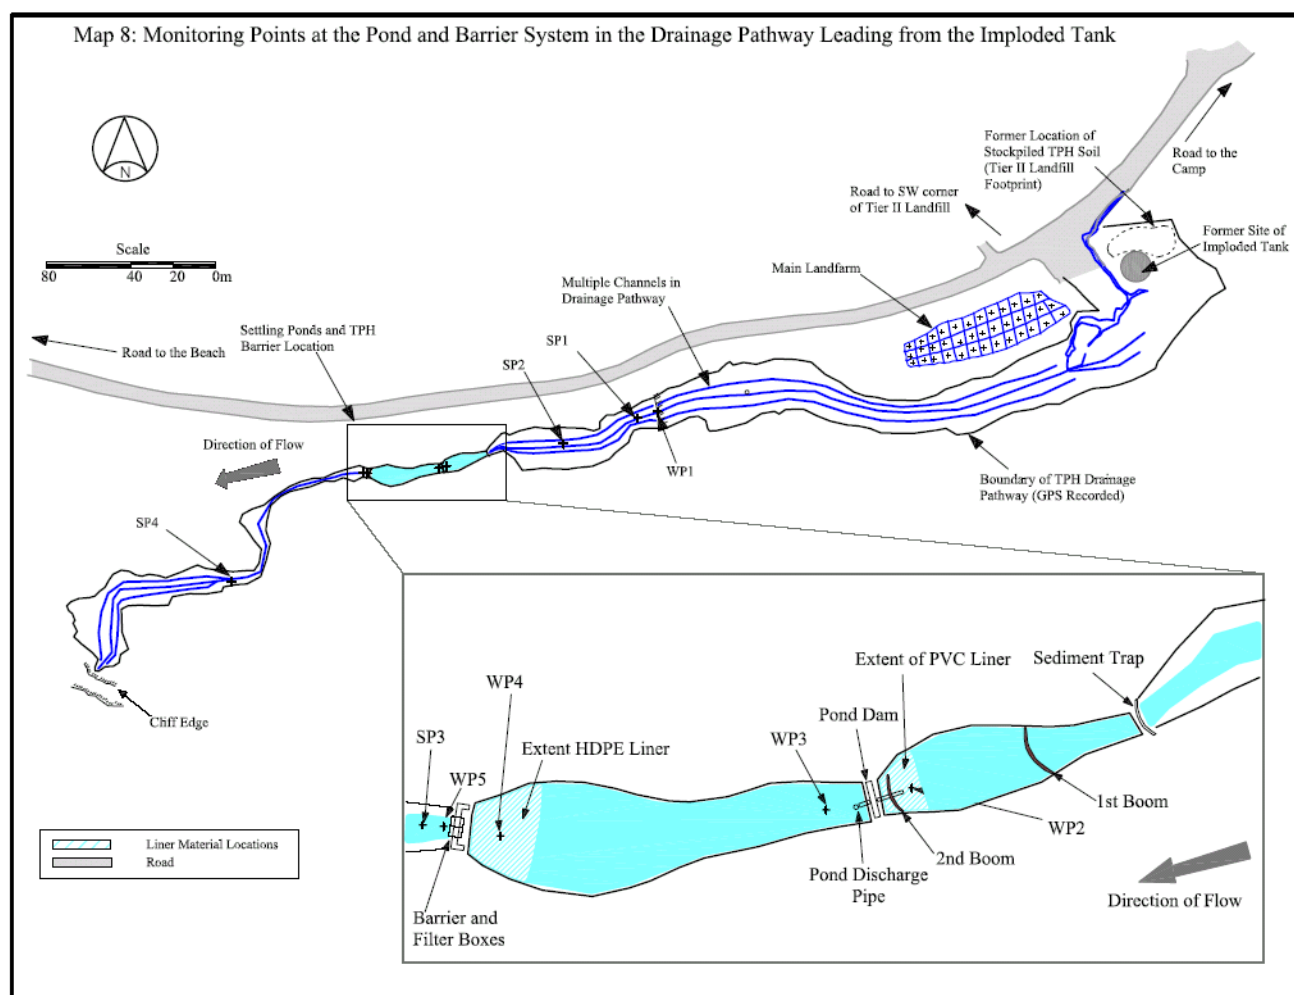 Map 8: Monitoring Points at the Pond and Barrier System in the Drainage Pathway Leading from the Imploded Tank
N
Former Location of
Stockpiled TPH Soil
(Tier II Landfill
Footprint)
Road to the
Camp
Road to SW corner
of Tier II Landfill
Former Site of
Imploded Tank
Scale
80 40 20 0m
Main Landfarm
Multiple Channels in
Drainage Pathway
Settling Ponds and TPH
Barrier Location
SP1
Road to the Beach
SP2
Direction of Flow
WP1
Boundary of TPH Drainage
Pathway (GPS Recorded)
SP4
Cliff Edge
Extent of PVC Liner
Sediment Trap
WP4
Pond Dam
SP3
Extent HDPE Liner
WP3
WP5
1st Boom
WP2
2nd Boom
Pond Discharge
Pipe
Direction of Flow
Barrier and
Filter Boxes
Liner Material Locations
Road